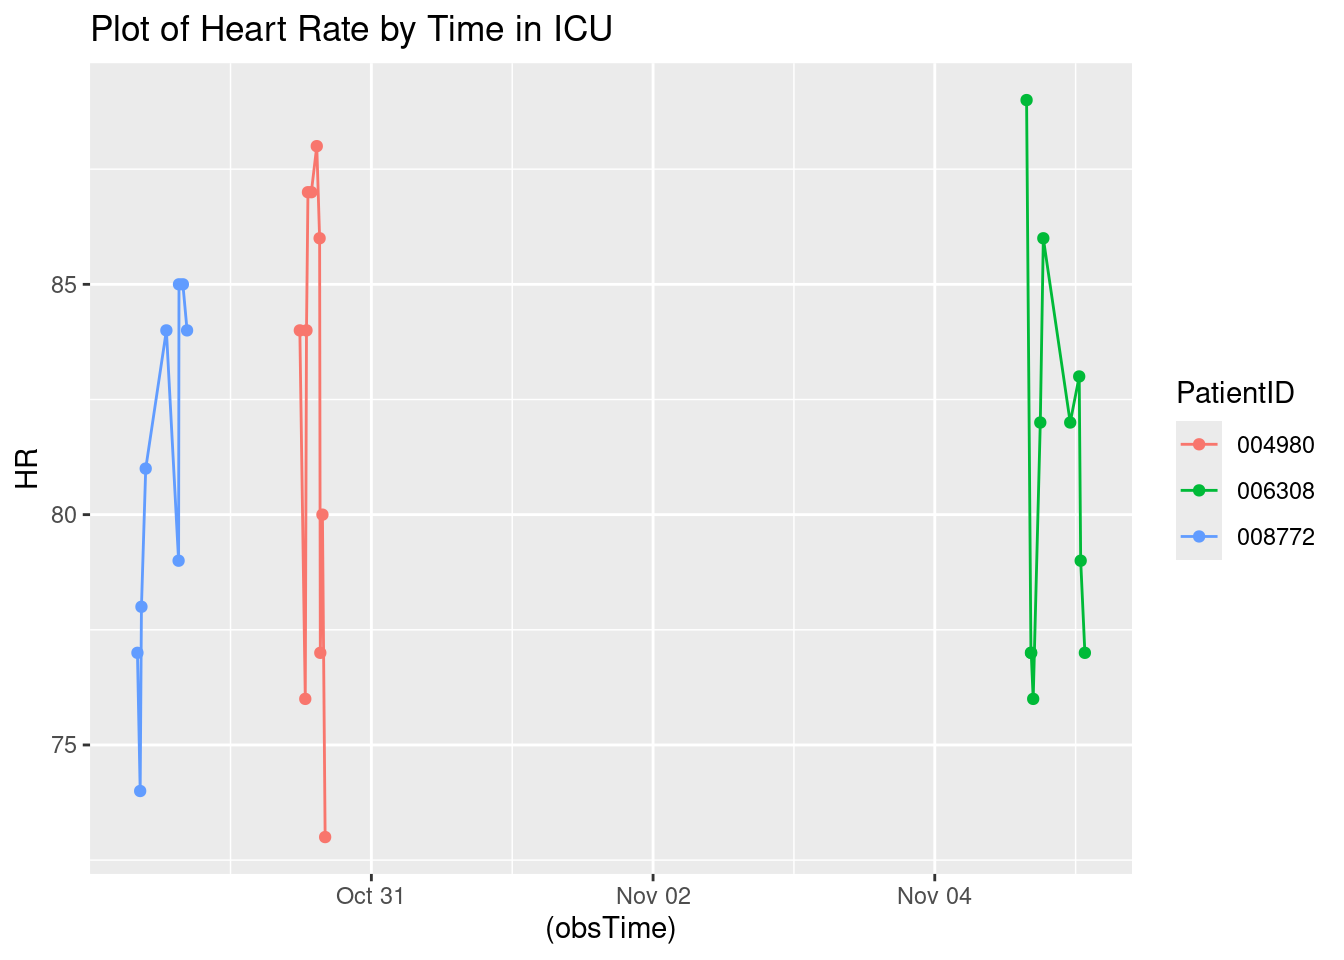 Plot of Heart Rate by Time in ICU
HR
85
80
75
Oct 31
Nov 02
Nov 04
(obsTime)
PatientID
004980
006308
008772